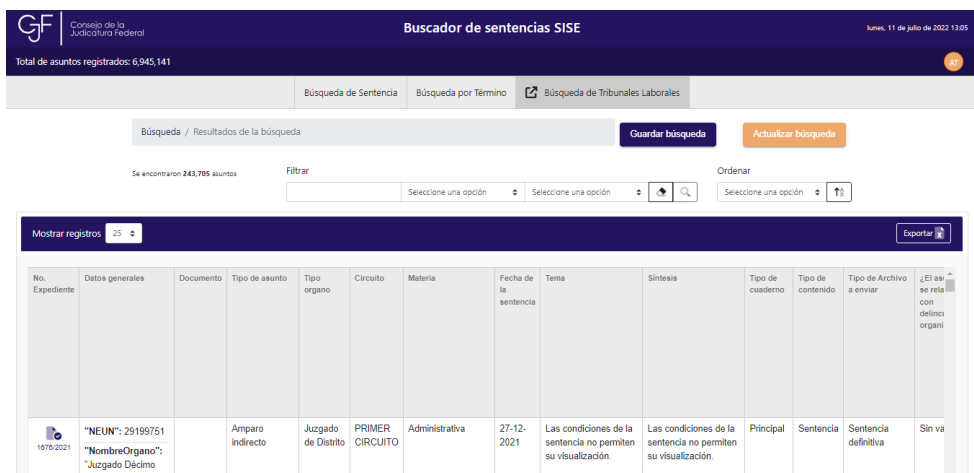 CJF
Consejo de la
Judicatura Federal
Buscador de sentencias SISE
lunes, 11 de julio de 2022 13:05
Total de asuntos registrados: 6,945,141
AT
Búsqueda de Sentencia
Búsqueda por Término
Búsqueda de Tribunales Laborales
Búsqueda / Resultados de la búsqueda
Guardar búsqueda
Actualizar búsqueda
Se encontraron 243,705 asuntos
Filtrar
Ordenar
Seleccione una opción
Seleccione una opción
Seleccione una opción
Mostrar registros 25
Exportar
No.
Expediente
Datos generales
Documento
Tipo de asunto
Tipo
organo
Circuito
Materia
Fecha de
la
sentencia
Tema
Síntesis
Tipo de
cuaderno
Tipo de
contenido
Tipo de Archivo
a enviar
¿El as
se rela
con
delinc
organi
1676/2021
"NEUN": 29199751
"NombreOrgano":
"Juzgado Décimo
Amparo
indirecto
Juzgado
de Distrito
PRIMER
CIRCUITO
Administrativa
27-12-
2021
Las condiciones de la
sentencia no permiten
su visualización.
Las condiciones de la
sentencia no permiten
su visualización.
Principal
Sentencia
Sentencia
definitiva
Sin va